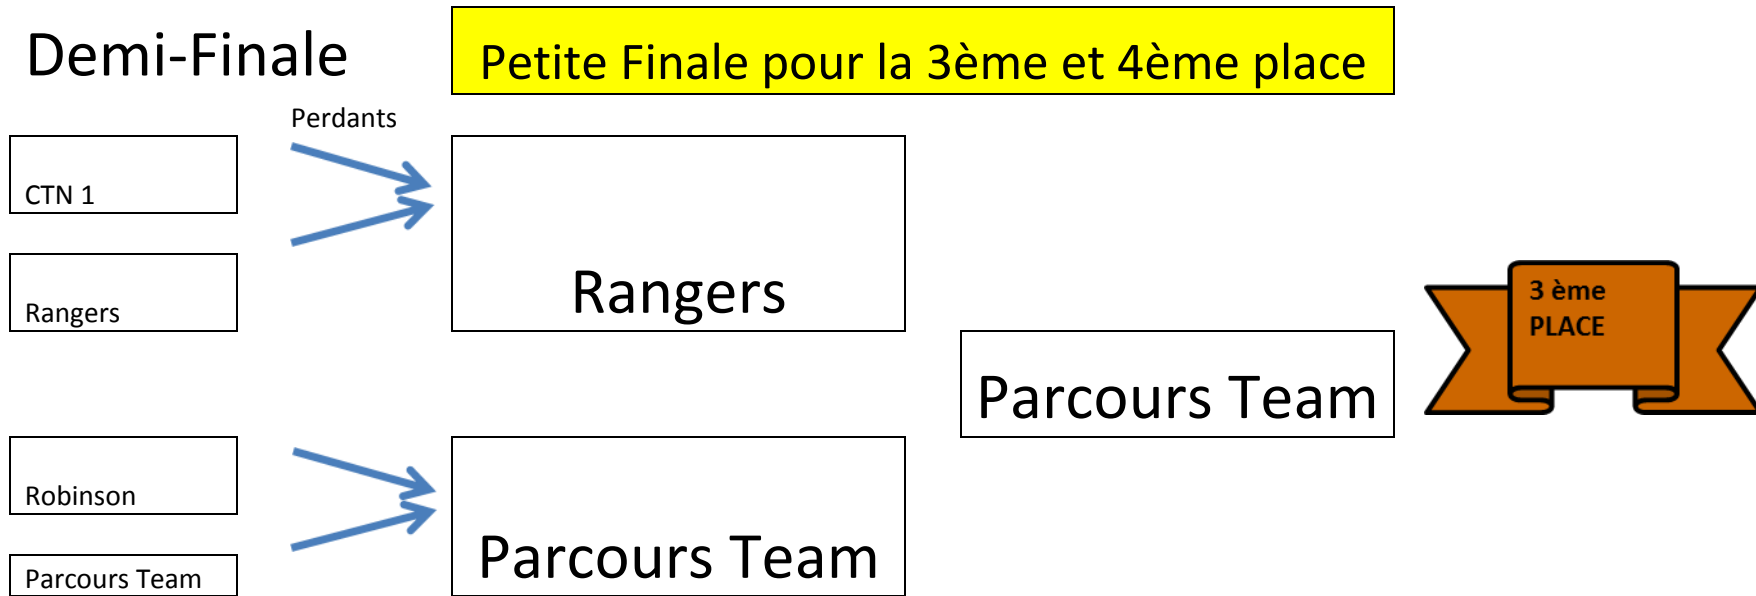 Demi-Finale
Petite Finale pour la 3ème et 4ème place
Perdants
CTN 1
Rangers
Rangers
3 ème
PLACE
Parcours Team
Robinson
Parcours Team
Parcours Team